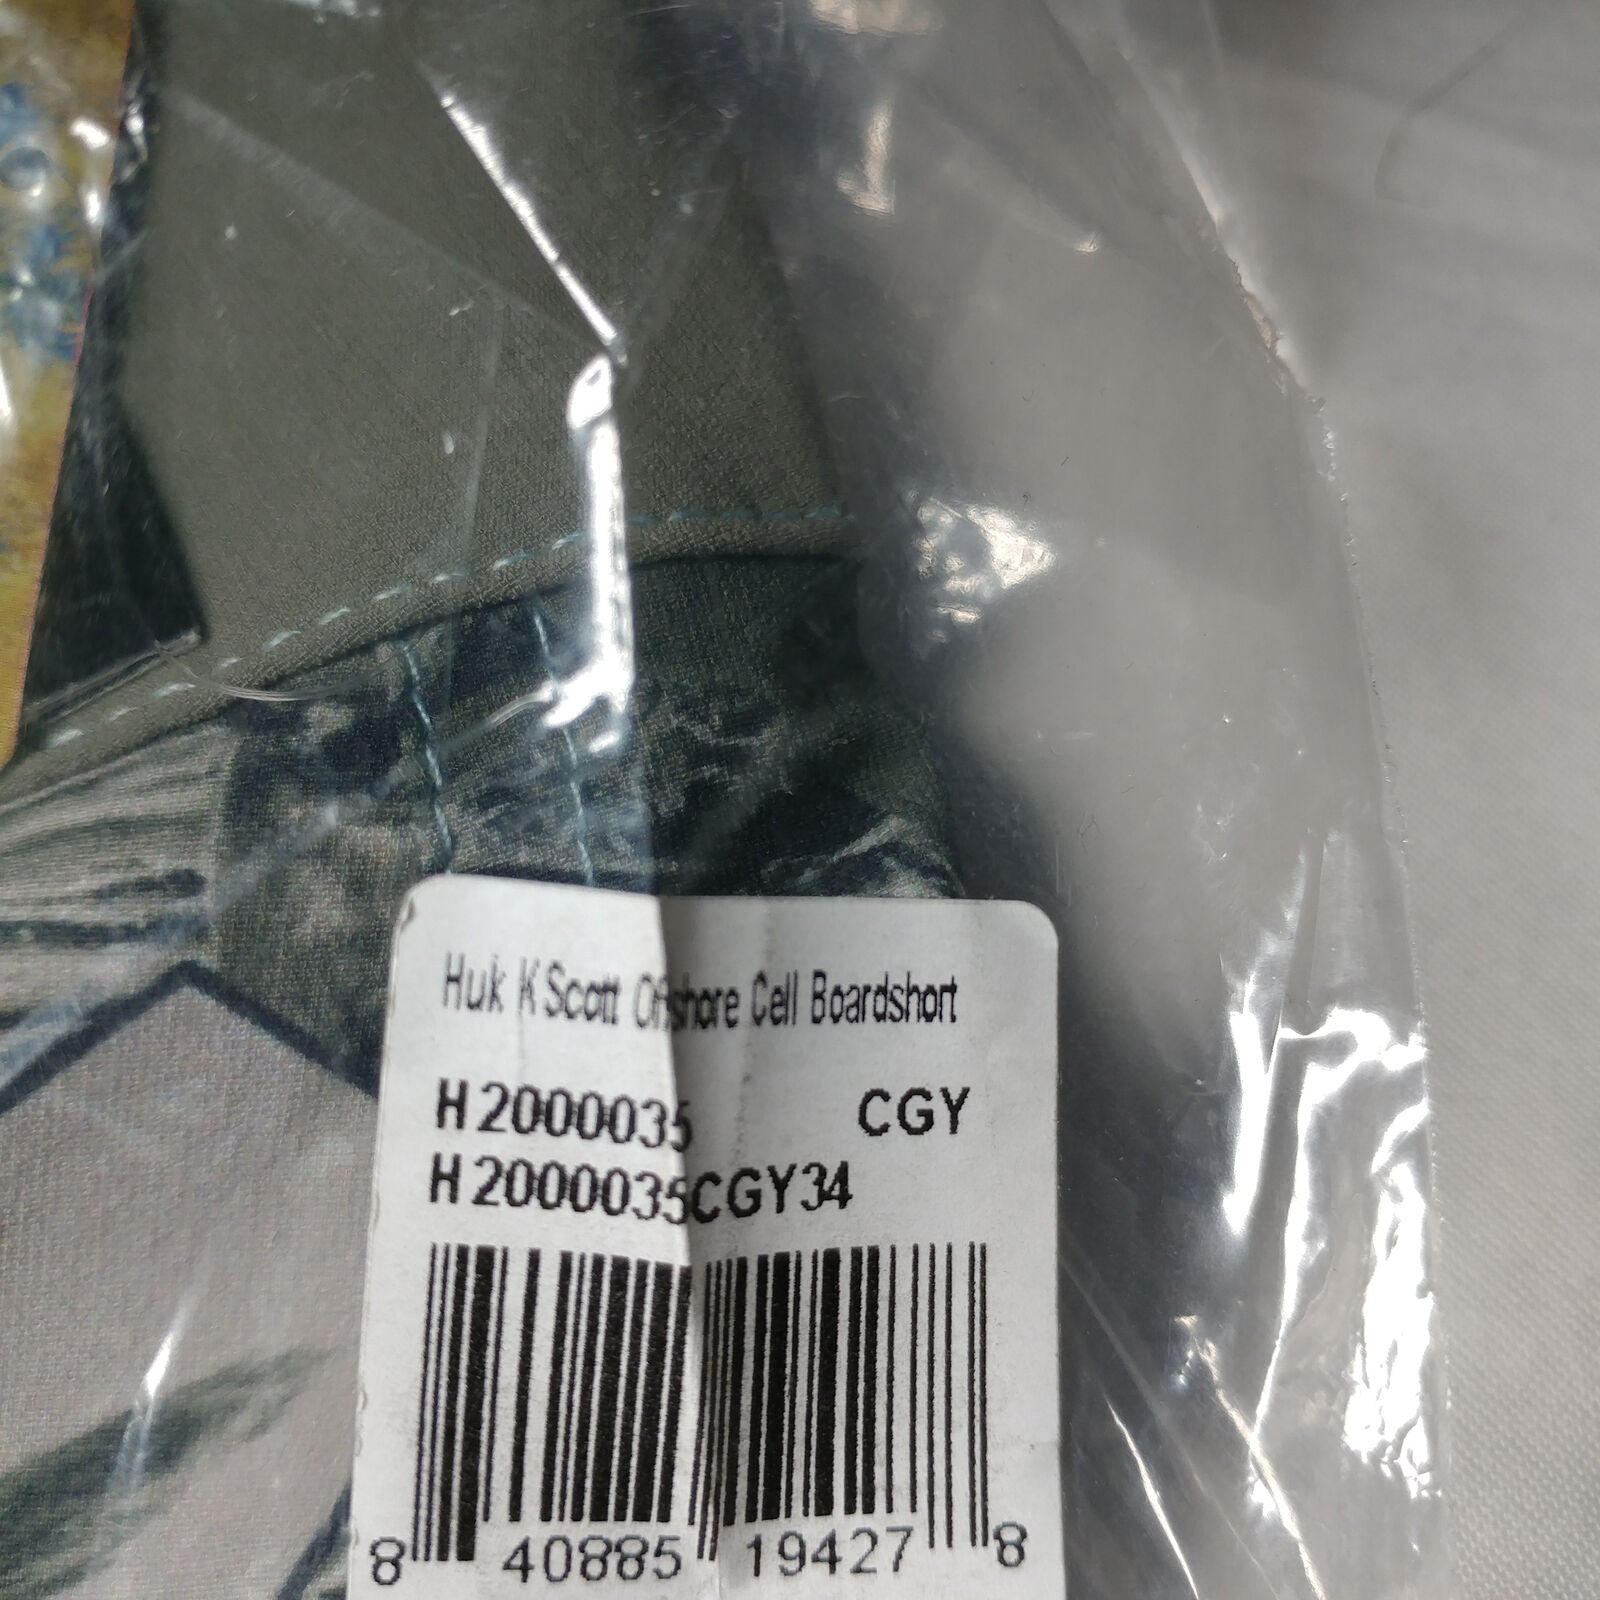 Huk K Scott Offshore Cell Boardshort
H2000035 CGY
H2000035CGY34
8 40885 19427 8